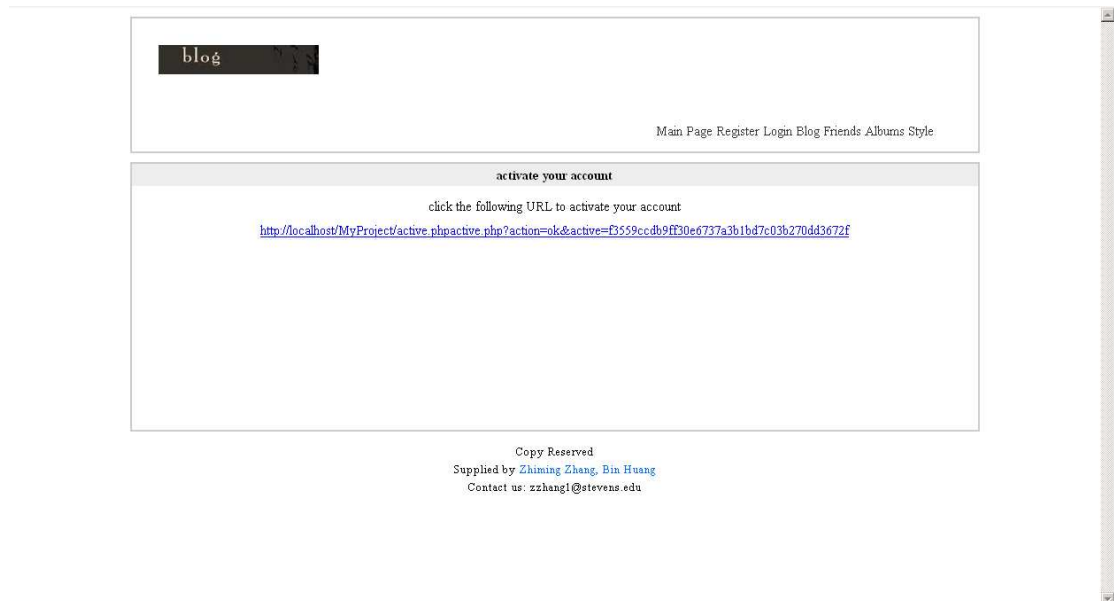 blog
Main Page Register Login Blog Friends Albums Style
activate your account
click the following URL to activate your account
http://localhost/MyProject/active.phpactive.php?action=ok&active=f3559ccdb9ff30e6737a3b1bd7c03b270dd3672f
Copy Reserved
Supplied by Zhiming Zhang, Bin Huang
Contact us: zzhang1@stevens.edu